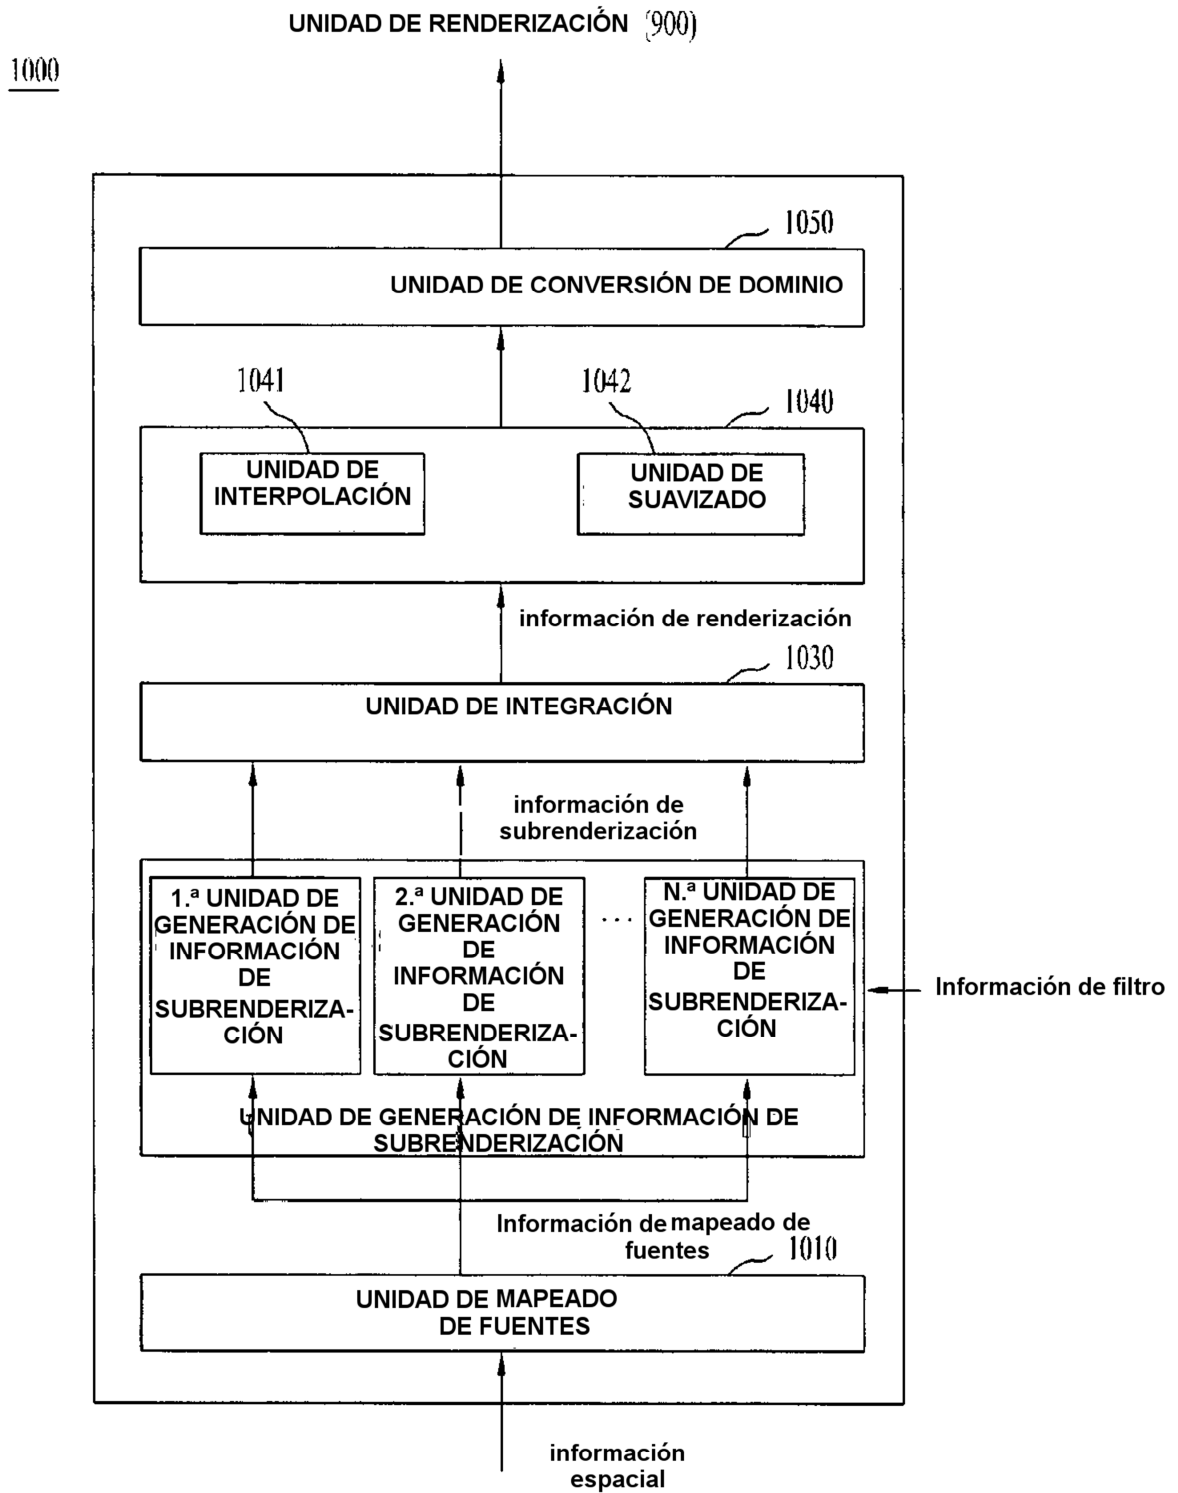 UNIDAD DE RENDERIZACIÓN (900)
1000
1050
UNIDAD DE CONVERSIÓN DE DOMINIO
1041
1042
1040
UNIDAD DE
INTERPOLACIÓN
UNIDAD DE
SUAVIZADO
información de renderización
1030
UNIDAD DE INTEGRACIÓN
información de
subrenderización
1.ª UNIDAD DE
GENERACIÓN DE
INFORMACIÓN
DE
SUBRENDERIZA-
CIÓN
2.ª UNIDAD DE
GENERACIÓN
DE
INFORMACIÓN
DE
SUBRENDERIZA-
CIÓN
...
N.ª UNIDAD DE
GENERACIÓN DE
INFORMACIÓN
DE
SUBRENDERIZA-
CIÓN
Información de filtro
UNIDAD DE GENERACIÓN DE INFORMACIÓN DE
SUBRENDERIZACIÓN
Información de mapeado de
fuentes
1010
UNIDAD DE MAPEADO
DE FUENTES
información
espacial